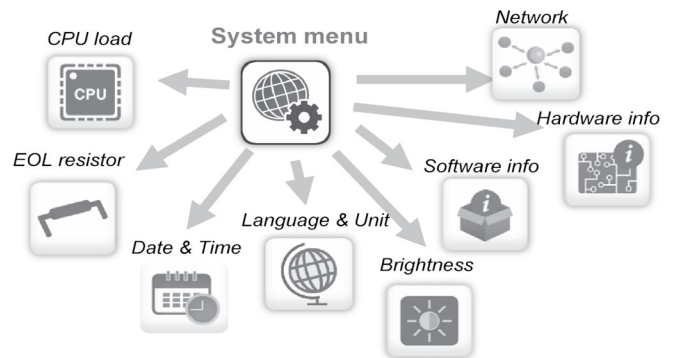 Network
CPU load
System menu
CPU
Hardware info
EOL resistor
Software info
i
i
Language & Unit
Date & Time
Brightness